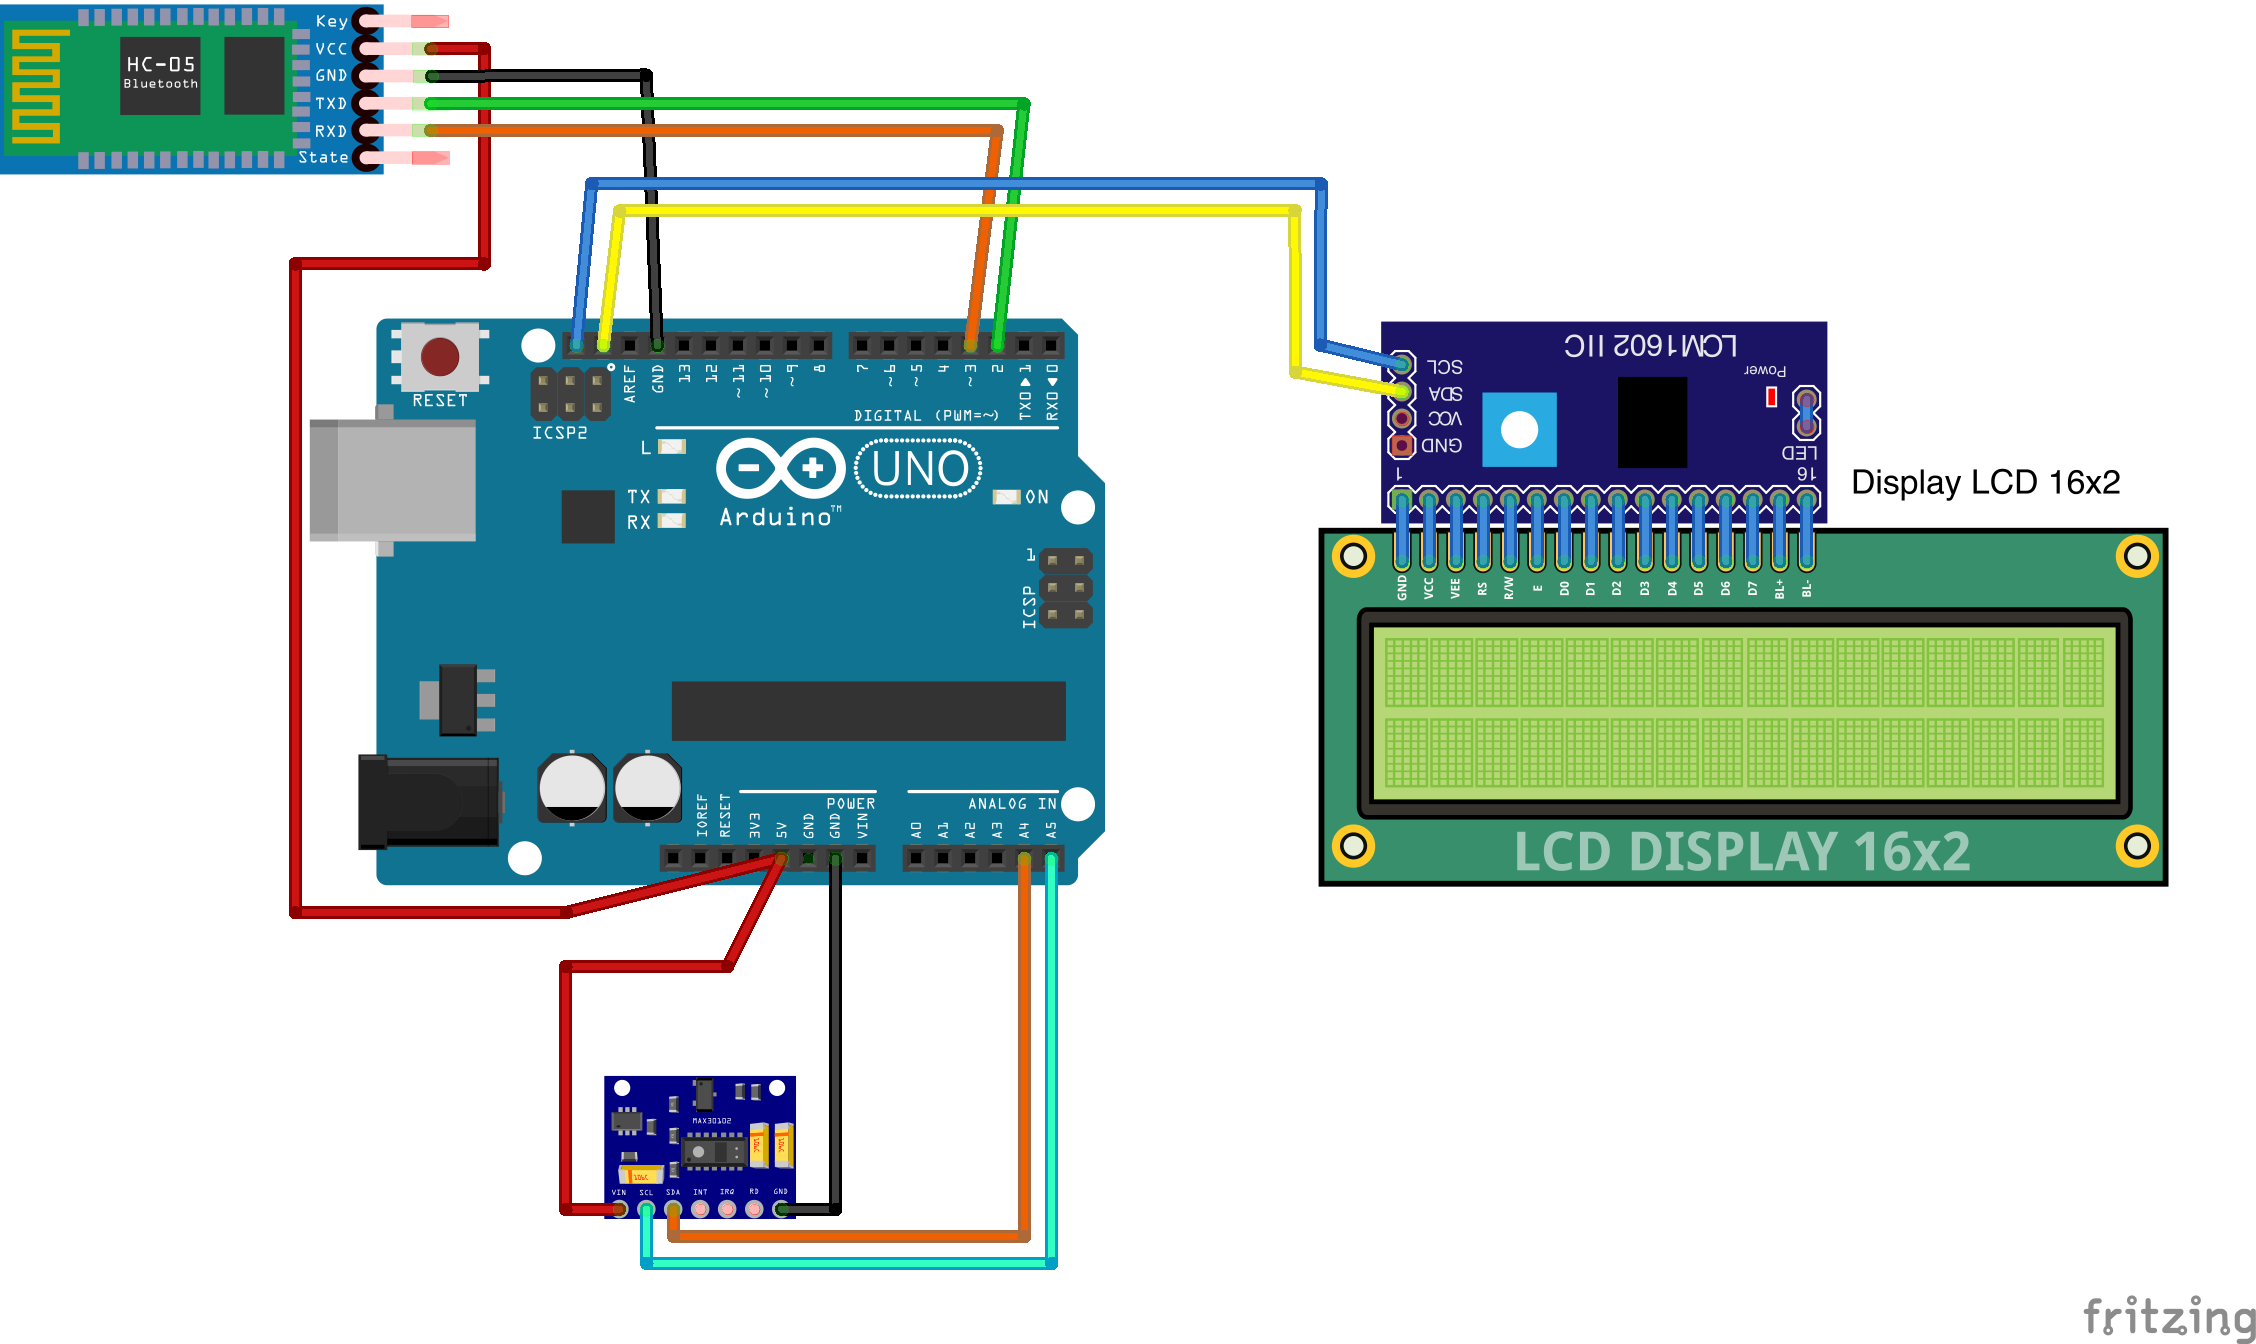 Key
VCC
GND
TXD
RXD
State
HC-05
Bluetooth
RESET
ICSP2
AREF
GND
13
12
~11
~10
~9
8
7
~6
~5
4
~3
2
TX0▶1
RX0◀0
DIGITAL (PWM=~)
L
TX
RX
UNO
Arduino™
ON
1
ICSP
IOREF
RESET
3V3
5V
GND
GND
VIN
POWER
ANALOG IN
A0
A1
A2
A3
A4
A5
LCM1602 IIC
SCL
SDA
VCC
GND
Power
LED
1
16
Display LCD 16x2
GND
VCC
VEE
RS
R/W
E
D0
D1
D2
D3
D4
D5
D6
D7
BL+
BL-
LCD DISPLAY 16x2
MAX30102
VIN
SCL
SDA
INT
IRQ
RD
GND
fritzing